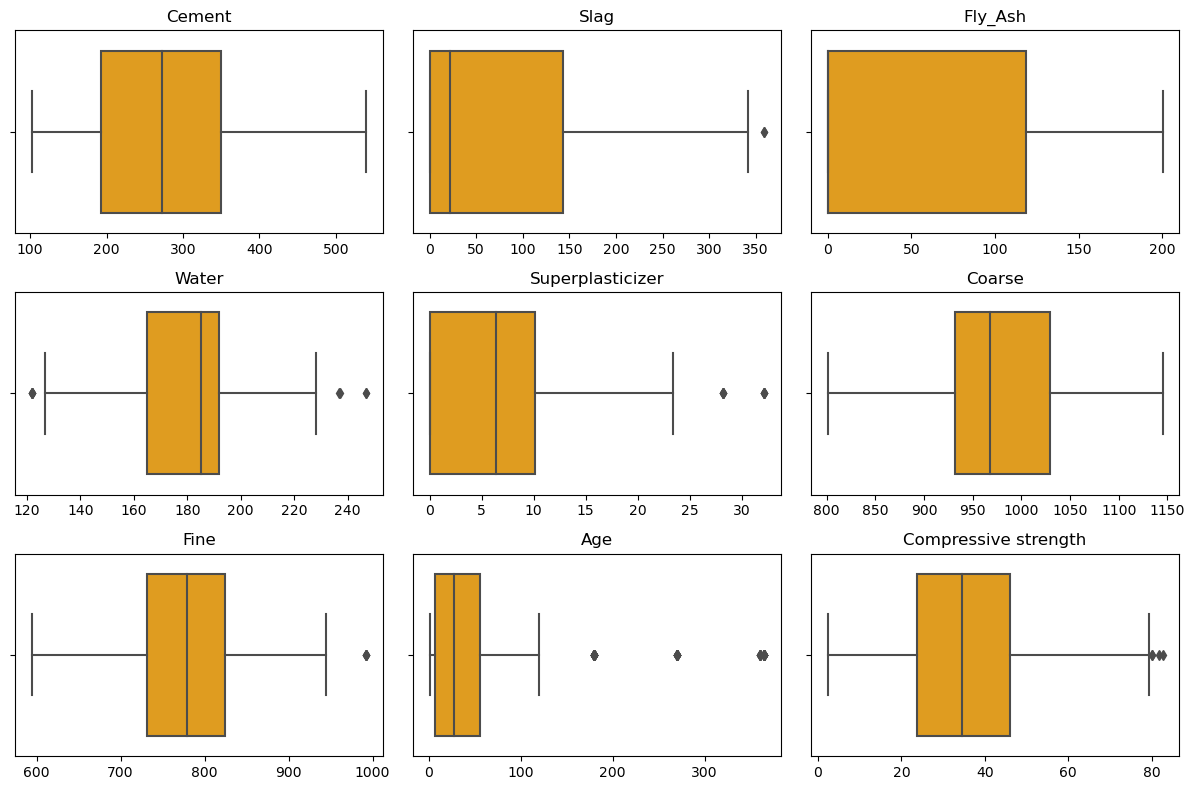 Cement Slag Fly_Ash
100 200 300 400 500 0 50 100 150 200 250 300 350 0 50 100 150 200
Water Superplasticizer Coarse
120 140 160 180 200 220 240 0 5 10 15 20 25 30 800 850 900 950 1000 1050 1100 1150
Fine Age Compressive strength
600 700 800 900 1000 0 100 200 300 0 20 40 60 80